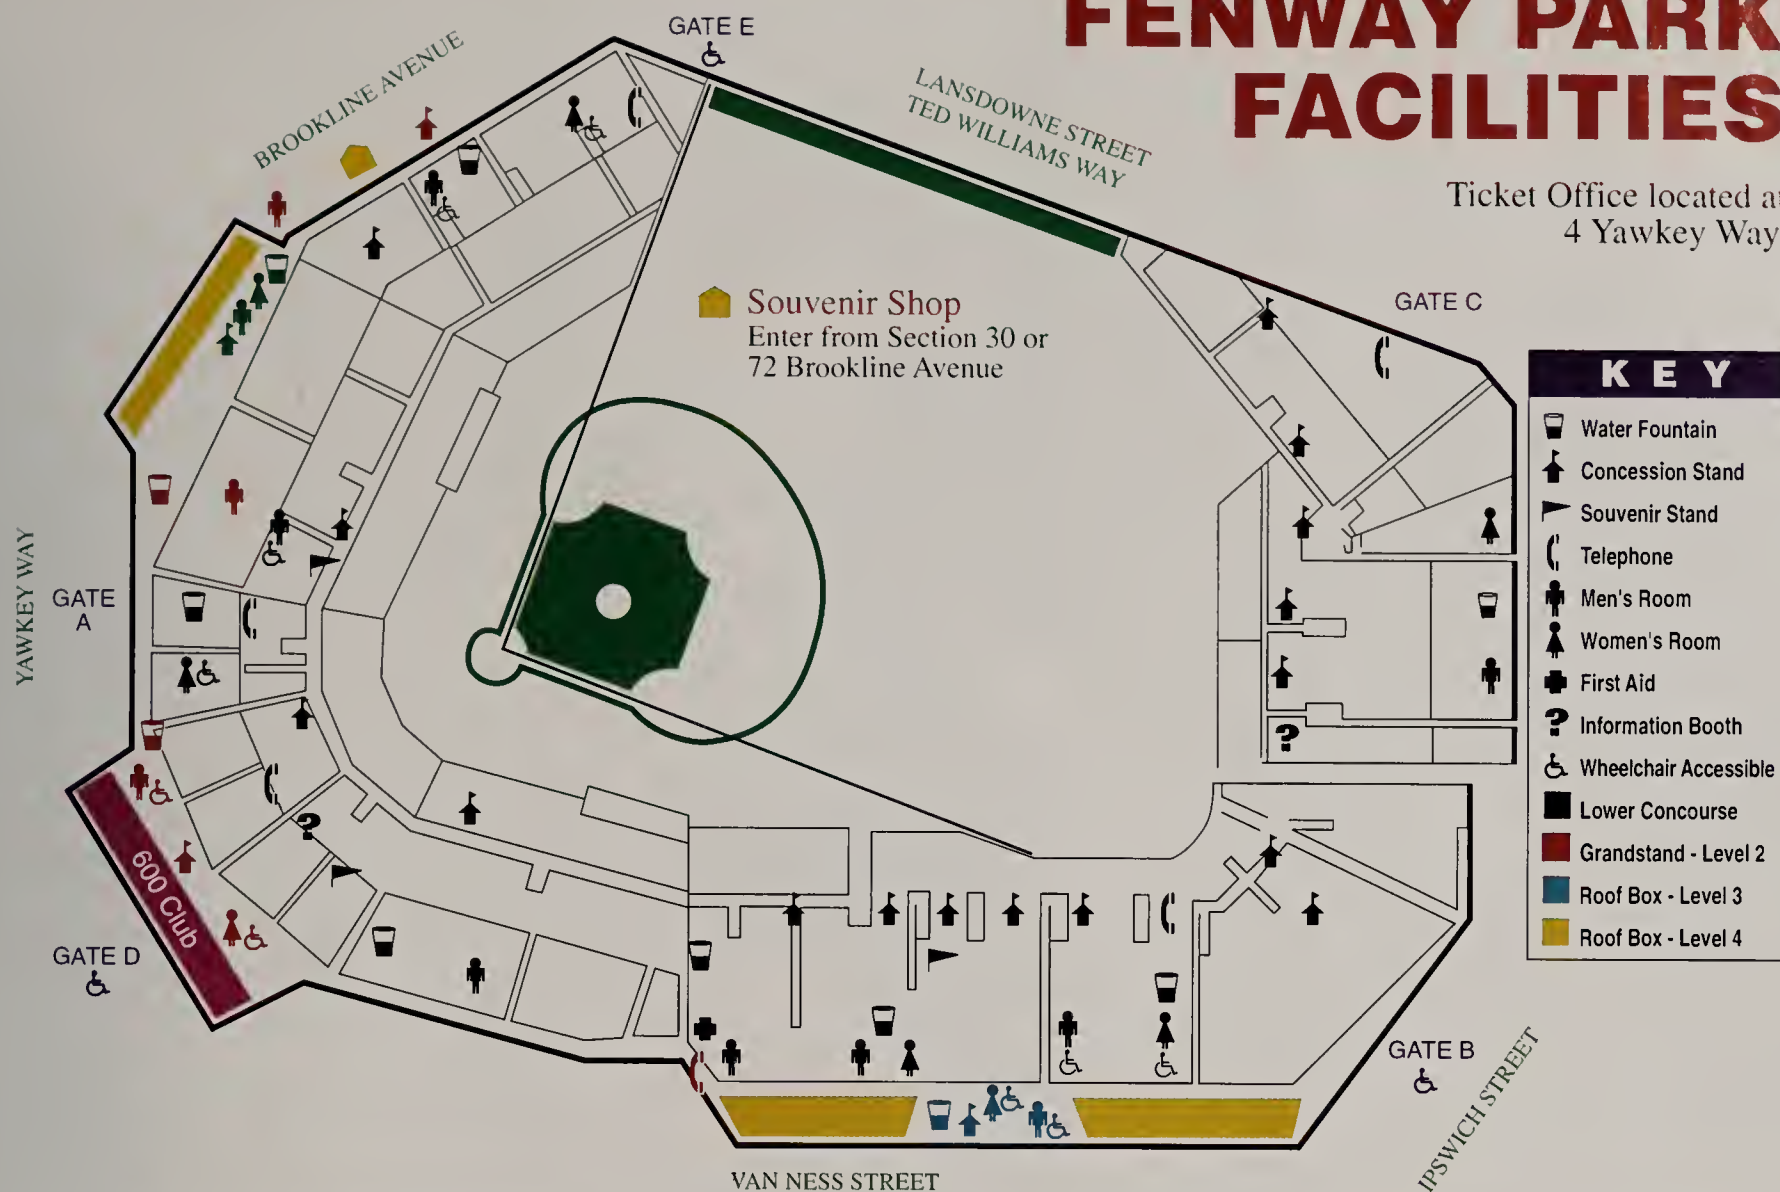 FENWAY PARK
FACILITIES
Ticket Office located at
4 Yawkey Way
GATE E
BROOKLINE AVENUE
LANSDOWNE STREET
TED WILLIAMS WAY
Souvenir Shop
Enter from Section 30 or
72 Brookline Avenue
GATE C
KEY
Water Fountain
Concession Stand
Souvenir Stand
Telephone
Men's Room
Women's Room
First Aid
? Information Booth
Wheelchair Accessible
Lower Concourse
Grandstand - Level 2
Roof Box - Level 3
Roof Box - Level 4
YAWKEY WAY
GATE
A
?
?
600 Club
GATE D
GATE B
IPSWICH STREET
VAN NESS STREET